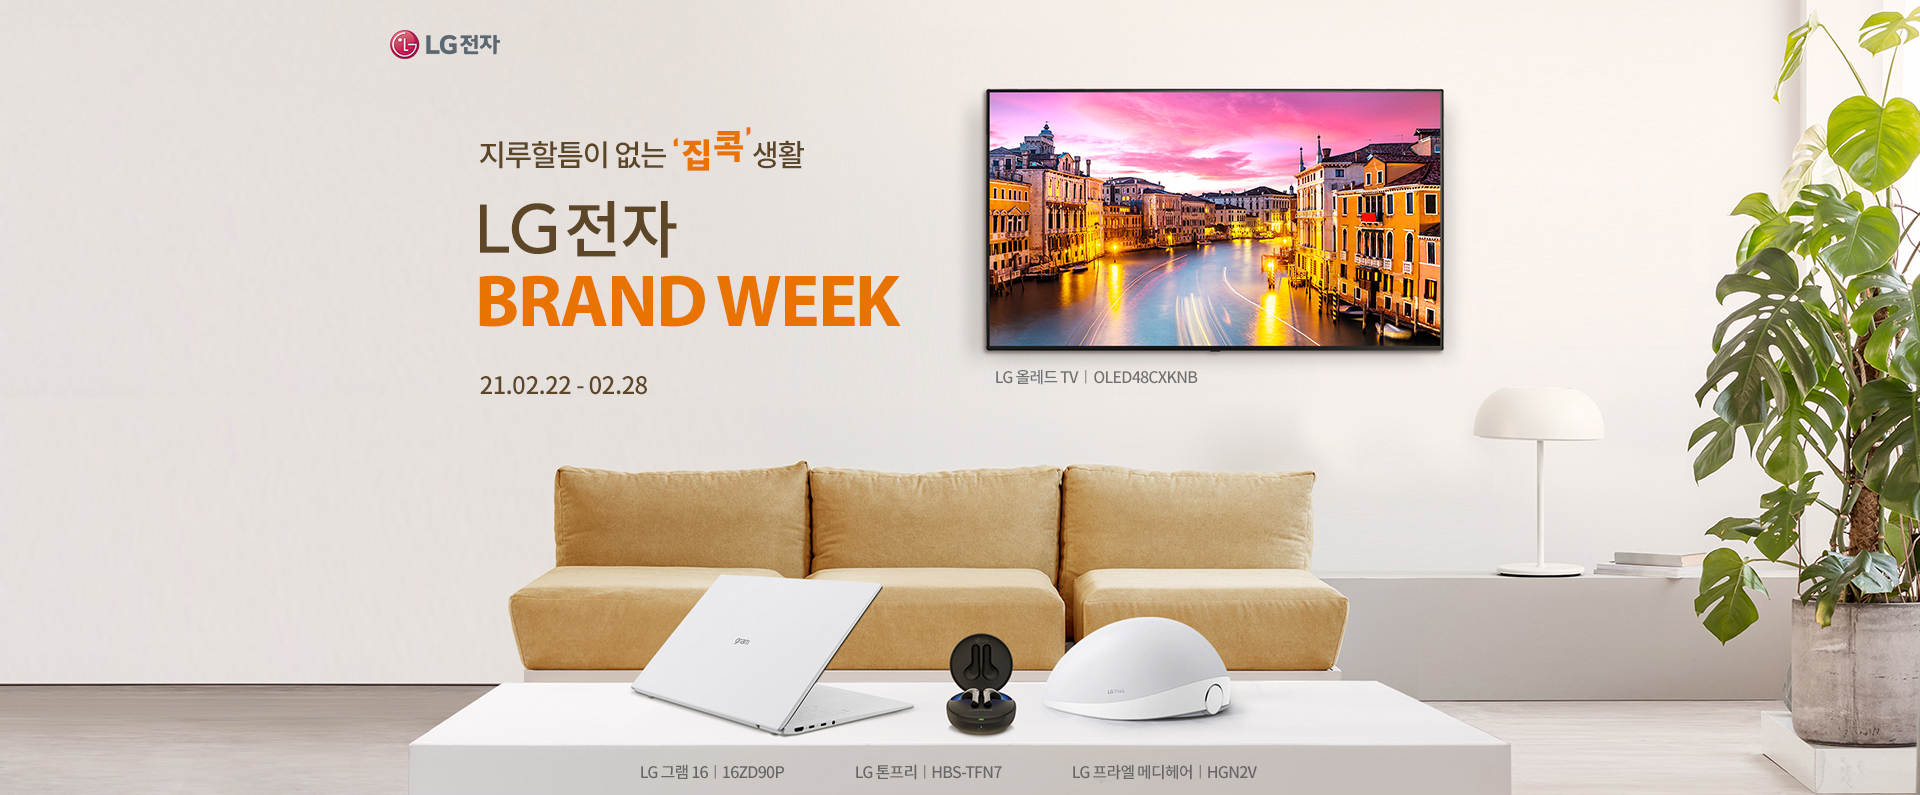 LG전자
지루할틈이 없는 ‘집콕’ 생활
LG전자
BRAND WEEK
21.02.22 - 02.28
LG 올레드 TV | OLED48CXKNB
gram
LG 그램 16 | 16ZD90P
LG 톤프리 | HBS-TFN7
LG 프라엘 메디헤어 | HGN2V